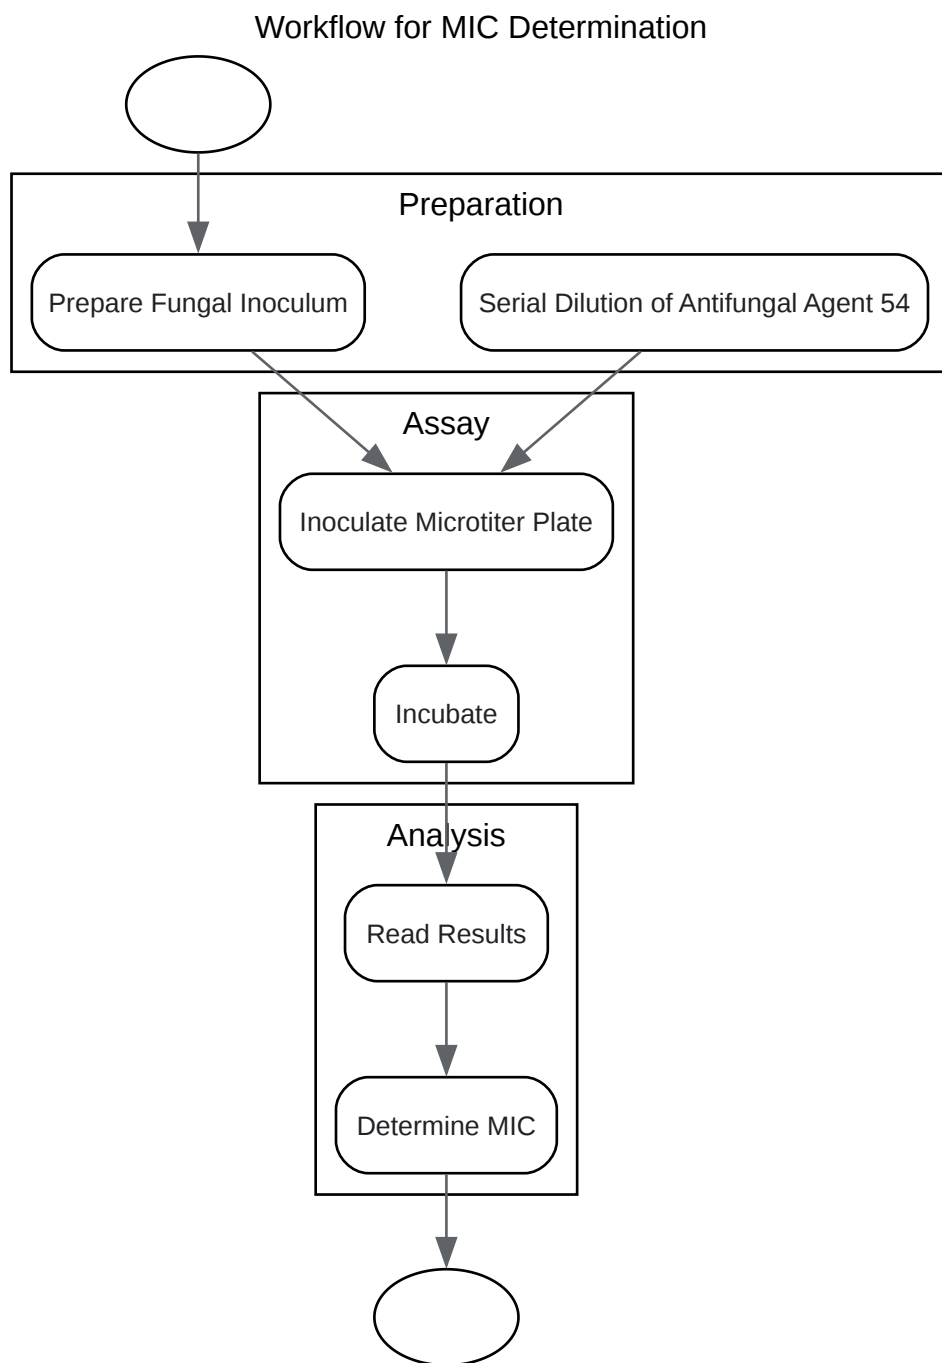 Workflow for MIC Determination
Preparation
Prepare Fungal Inoculum
Serial Dilution of Antifungal Agent 54
Assay
Inoculate Microtiter Plate
Incubate
Analysis
Read Results
Determine MIC